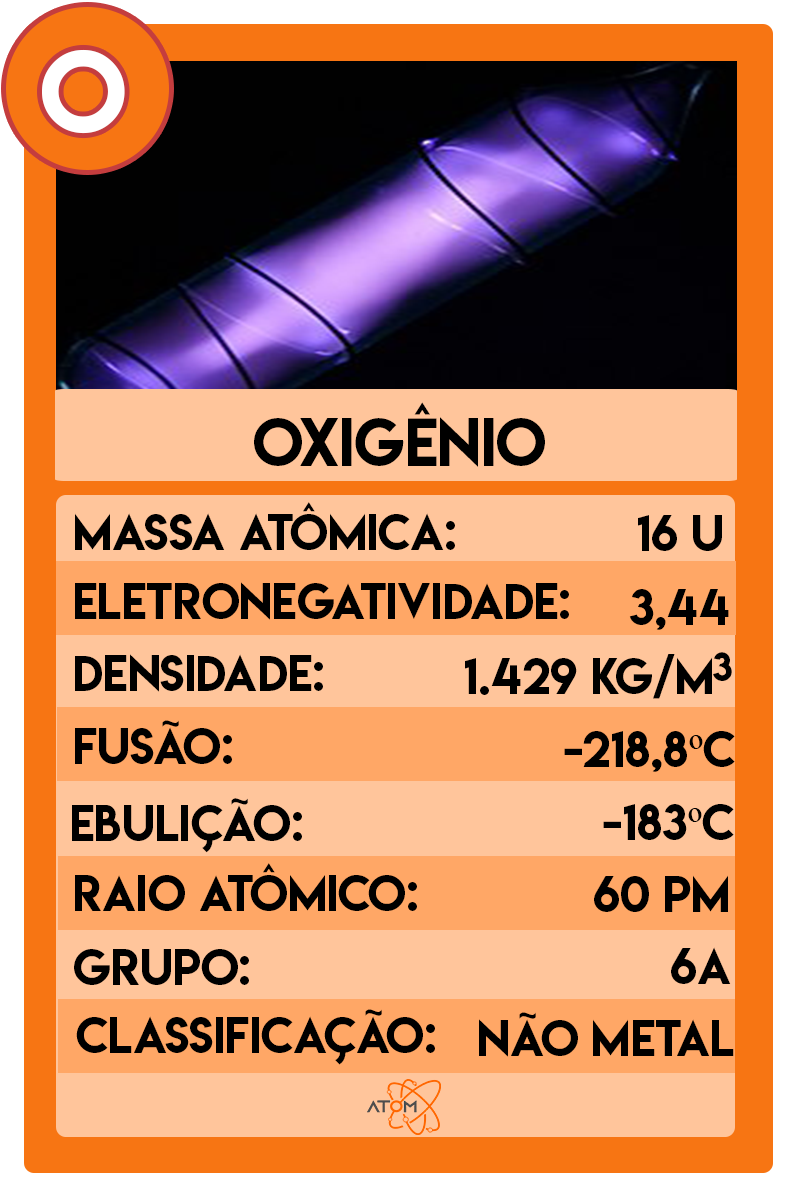 O
OXIGÊNIO
MASSA ATÔMICA: 16 U
ELETRONEGATIVIDADE: 3,44
DENSIDADE: 1.429 KG/M³
FUSÃO: -218,8ºC
EBULIÇÃO: -183ºC
RAIO ATÔMICO: 60 PM
GRUPO: 6A
CLASSIFICAÇÃO: NÃO METAL
ATOM